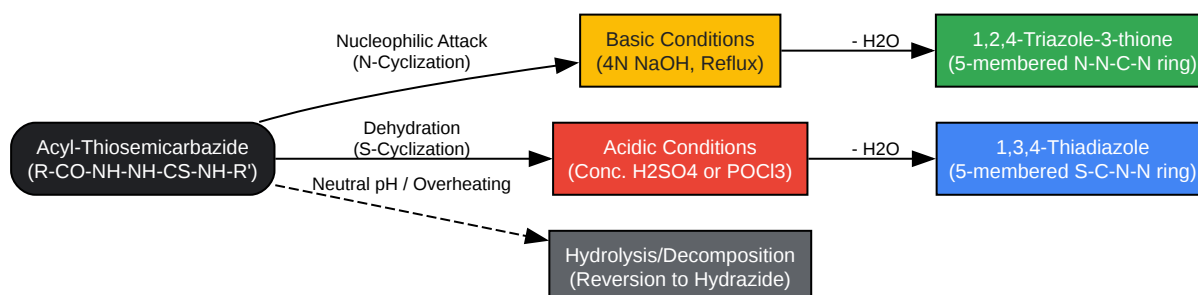 Nucleophilic Attack
(N-Cyclization)
Basic Conditions
(4N NaOH, Reflux)
- H2O
1,2,4-Triazole-3-thione
(5-membered N-N-C-N ring)
Acyl-Thiosemicarbazide
(R-CO-NH-NH-CS-NH-R')
Dehydration
(S-Cyclization)
Acidic Conditions
(Conc. H2SO4 or POCl3)
- H2O
1,3,4-Thiadiazole
(5-membered S-C-N-N ring)
Neutral pH / Overheating
Hydrolysis/Decomposition
(Reversion to Hydrazide)